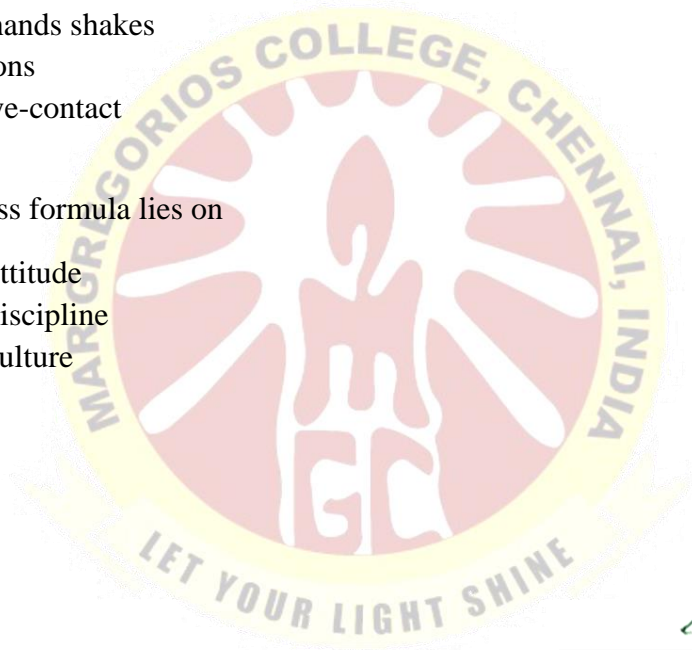 hands shakes
ons
ye-contact
ss formula lies on
ttitude
iscipline
ulture
MAR GREGORIOS COLLEGE, CHENNAI, INDIA
MGC
LET YOUR LIGHT SHINE